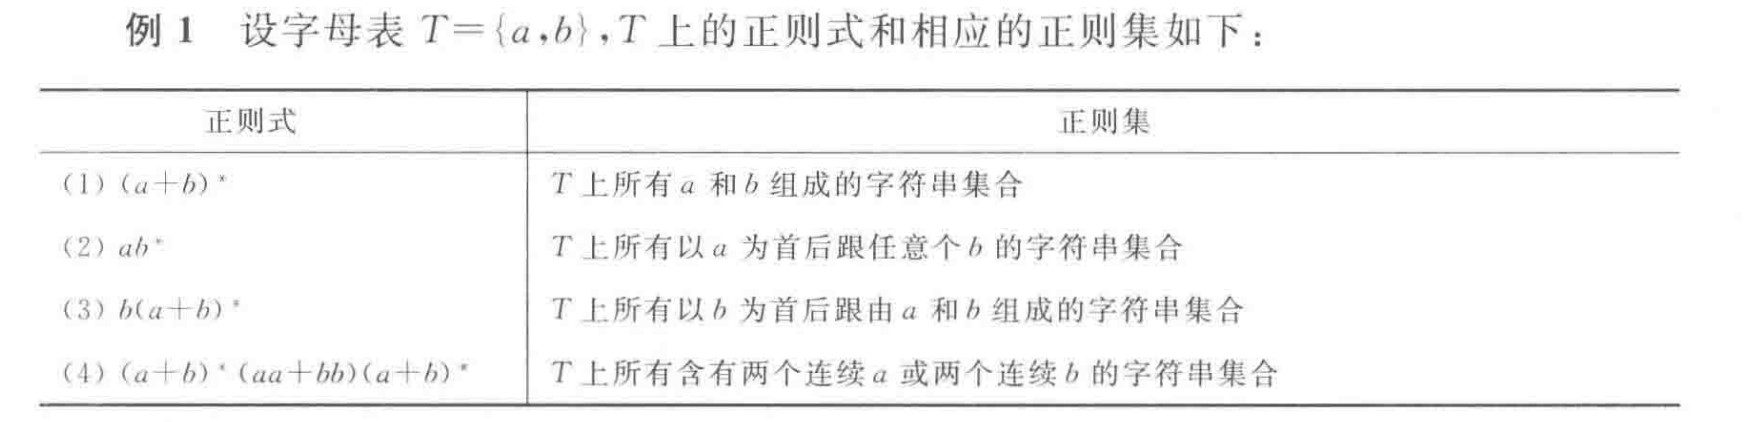 例 1 设字母表 T={a,b},T 上的正则式和相应的正则集如下:
正则式 正则集
(1) (a+b)* T 上所有 a 和 b 组成的字符串集合
(2) ab* T 上所有以 a 为首后跟任意个 b 的字符串集合
(3) b(a+b)* T 上所有以 b 为首后跟由 a 和 b 组成的字符串集合
(4) (a+b)*(aa+bb)(a+b)* T 上所有含有两个连续 a 或两个连续 b 的字符串集合